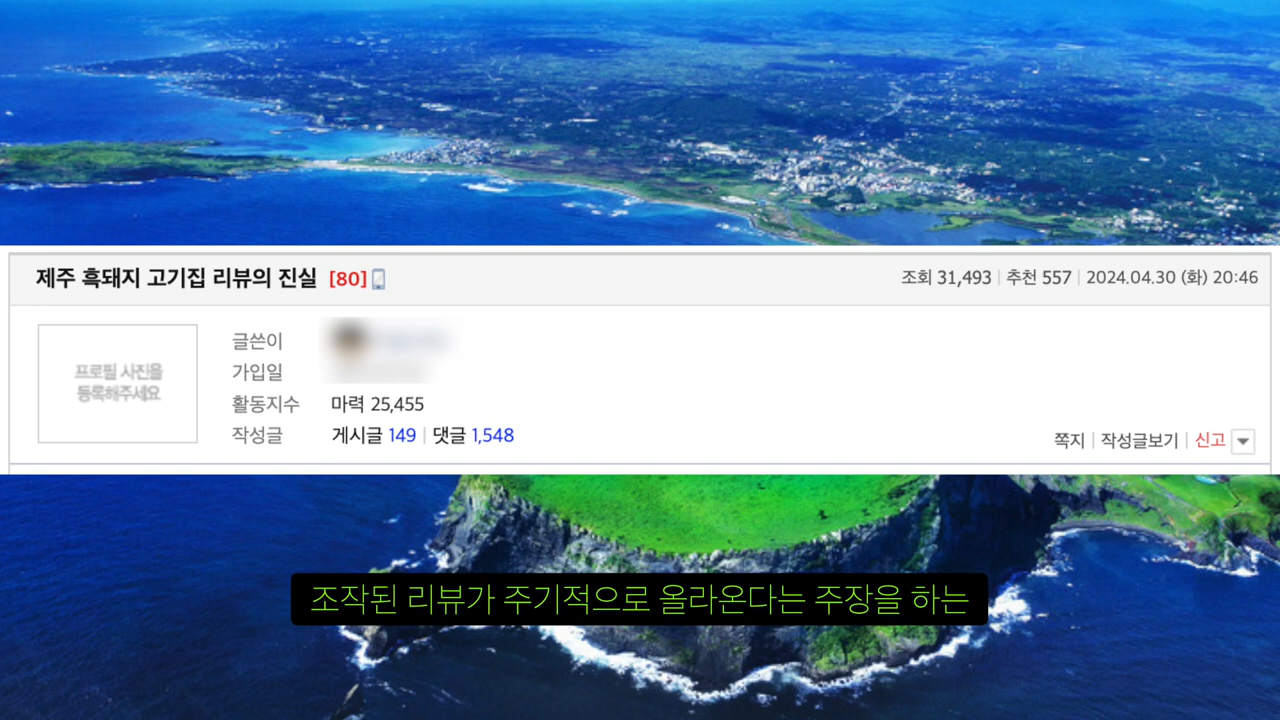 제주 흑돼지 고기집 리뷰의 진실 [80]
조회 31,493 | 추천 557 | 2024.04.30 (화) 20:46
프로필 사진을
등록해주세요
글쓴이
가입일
활동지수 마력 25,455
작성글 게시글 149 | 댓글 1,548
쪽지 | 작성글보기 | 신고
조작된 리뷰가 주기적으로 올라온다는 주장을 하는